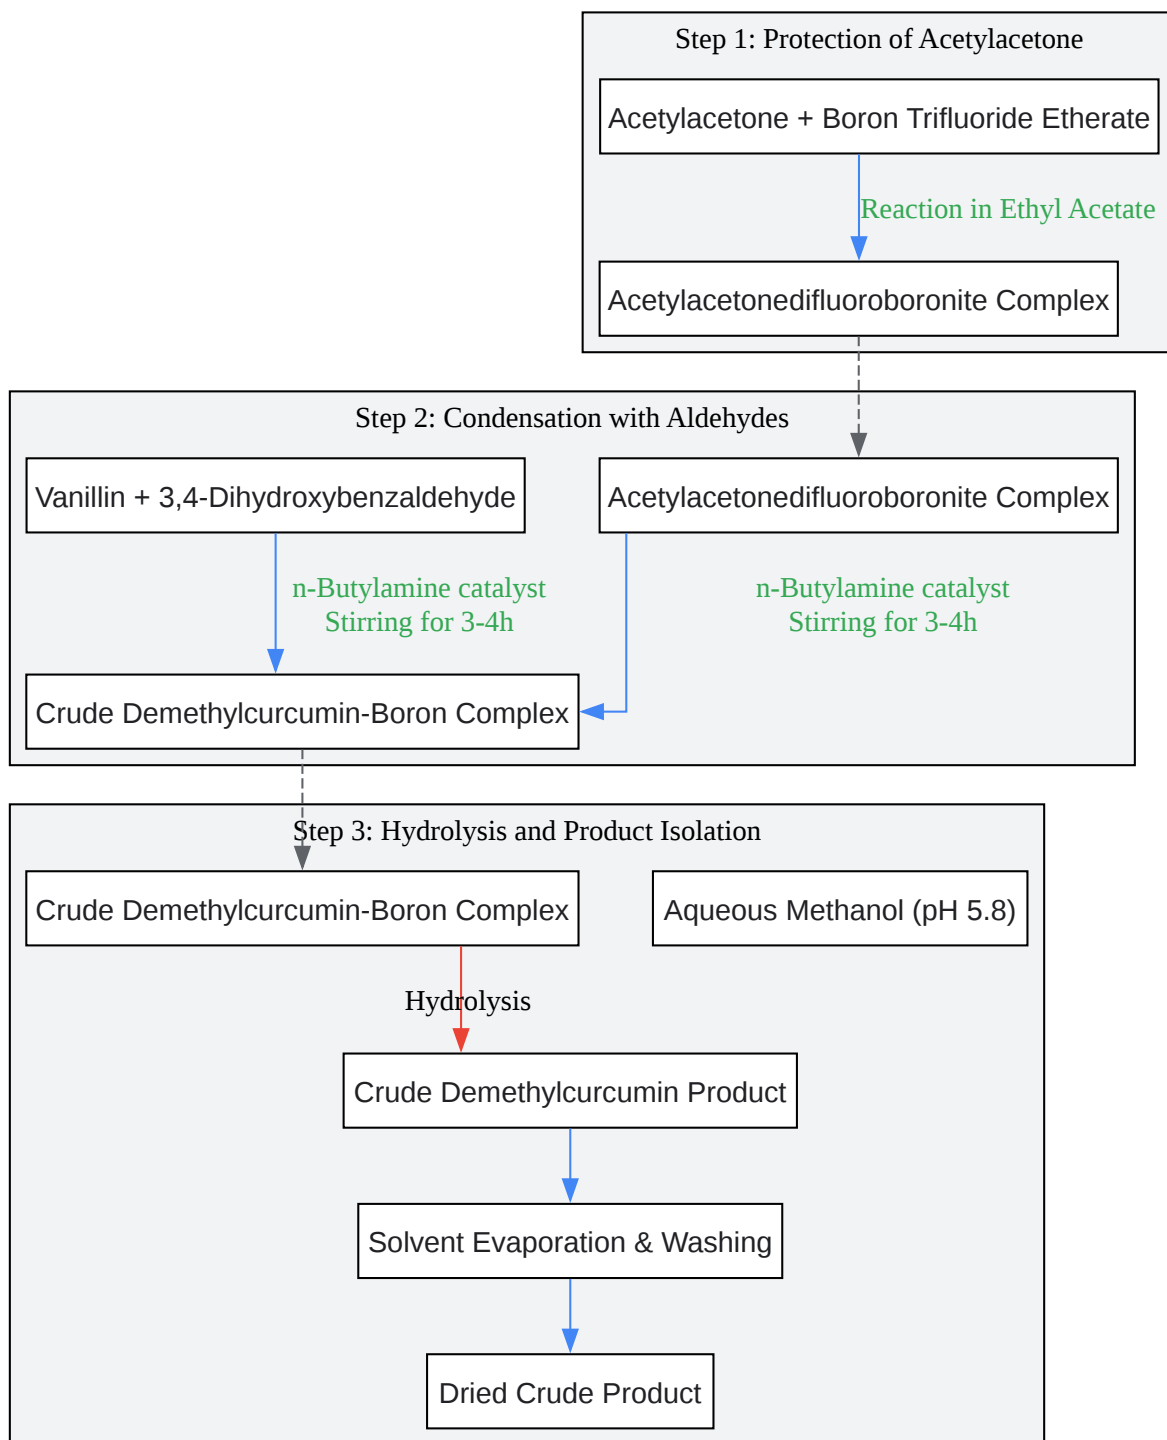 Step 1: Protection of Acetylacetone
Acetylacetone + Boron Trifluoride Etherate
Reaction in Ethyl Acetate
Acetylacetonedifluoroboronite Complex
Step 2: Condensation with Aldehydes
Vanillin + 3,4-Dihydroxybenzaldehyde
Acetylacetonedifluoroboronite Complex
n-Butylamine catalyst
Stirring for 3-4h
n-Butylamine catalyst
Stirring for 3-4h
Crude Demethylcurcumin-Boron Complex
Step 3: Hydrolysis and Product Isolation
Crude Demethylcurcumin-Boron Complex
Aqueous Methanol (pH 5.8)
Hydrolysis
Crude Demethylcurcumin Product
Solvent Evaporation & Washing
Dried Crude Product